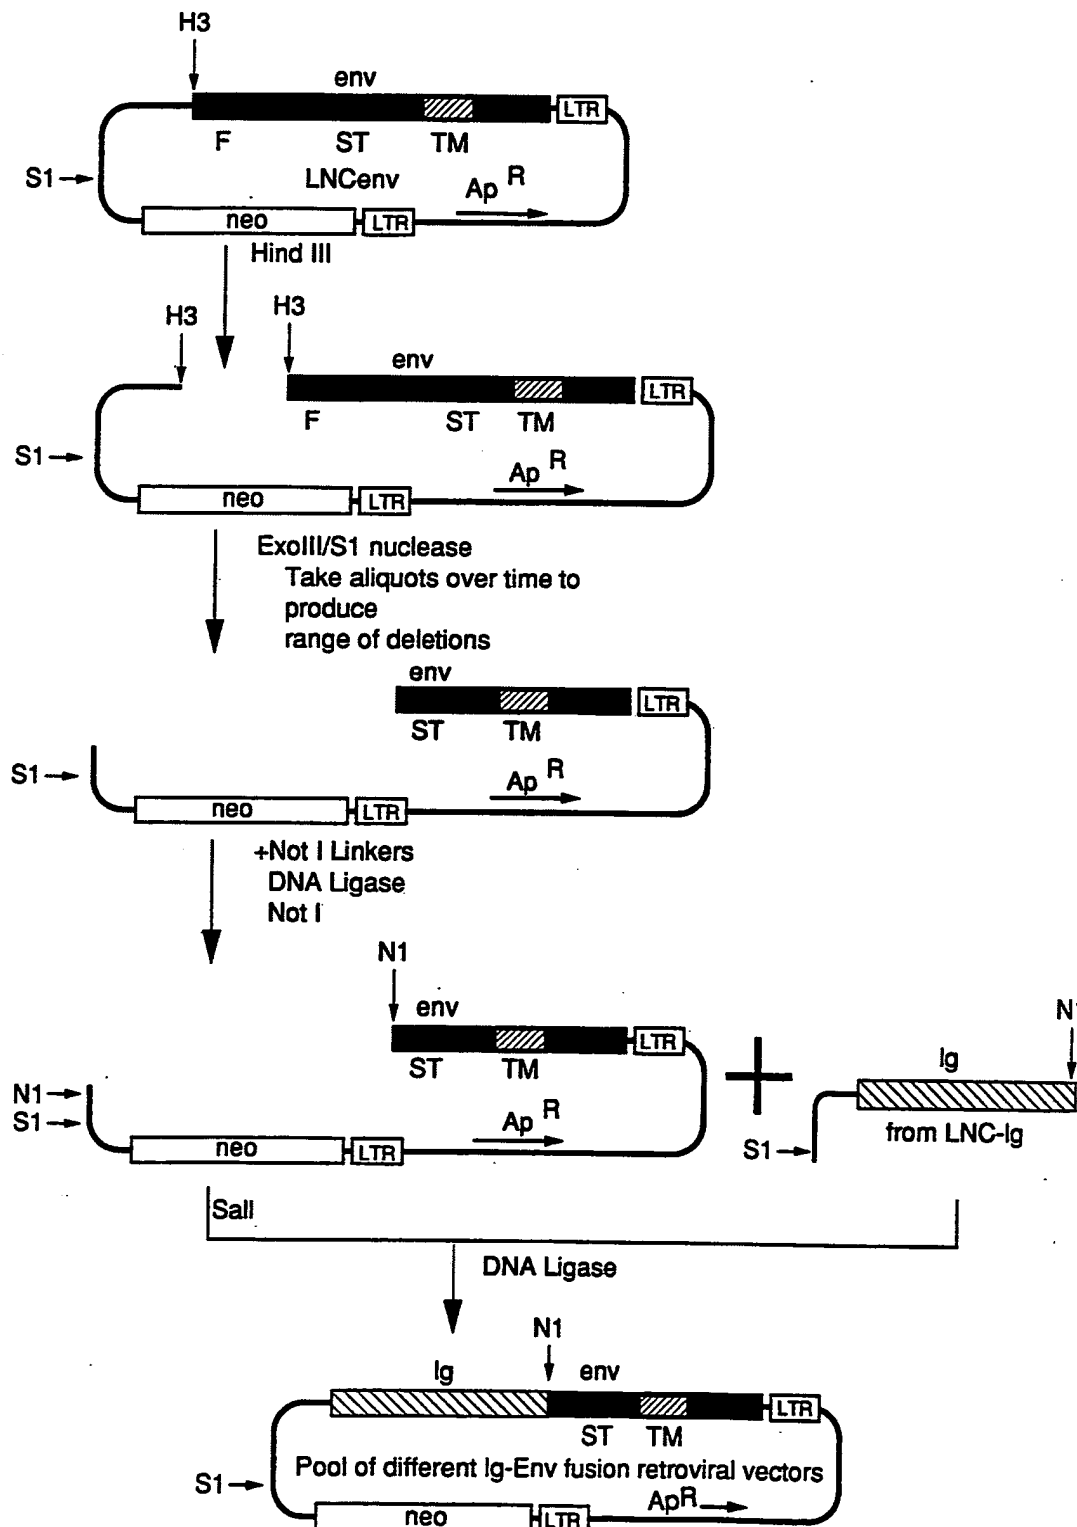 H3
env
LTR
F ST TM
S1
LNCenv
Ap R
neo
LTR
Hind III
H3
H3
env
LTR
F ST TM
S1
Ap R
neo
LTR
ExoIII/S1 nuclease
Take aliquots over time to
produce
range of deletions
env
LTR
ST TM
S1
Ap R
neo
LTR
+Not I Linkers
DNA Ligase
Not I
N1
env
LTR
ST TM
N1
S1
Ap R
neo
LTR
N
Ig
from LNC-Ig
S1
SalI
DNA Ligase
N1
Ig env
LTR
ST TM
Pool of different Ig-Env fusion retroviral vectors
S1
ApR
neo
LTR